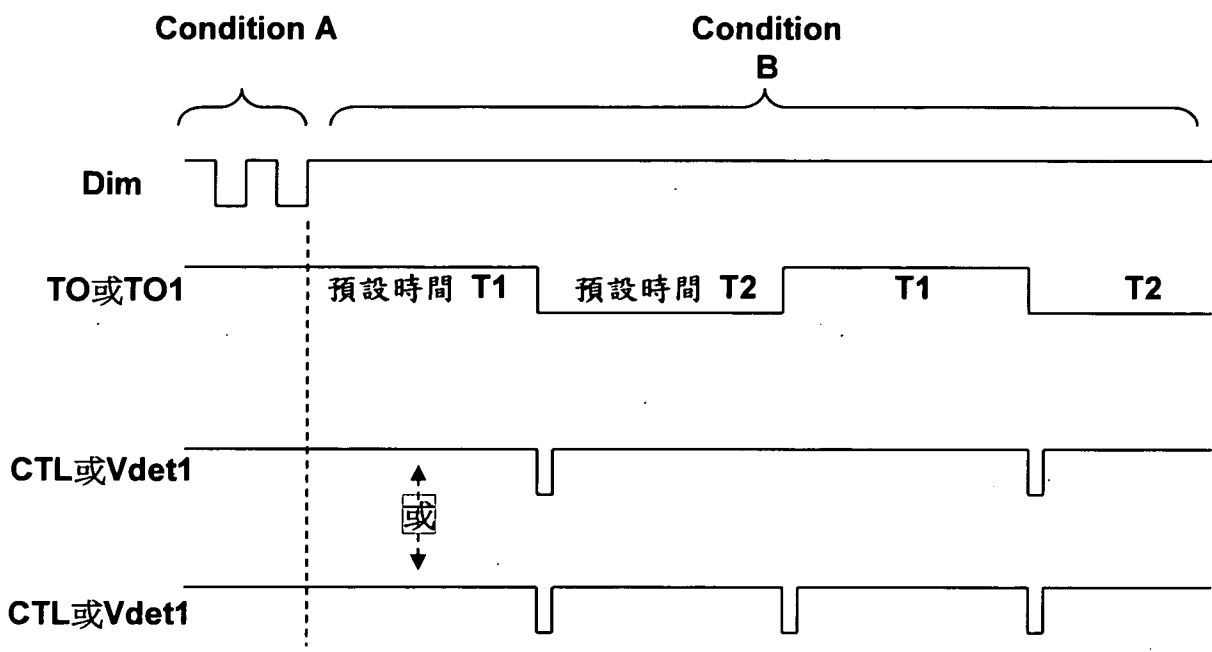 Condition A
Condition
B
Dim
TO或TO1
預設時間 T1
預設時間 T2
T1
T2
CTL或Vdet1
或
CTL或Vdet1